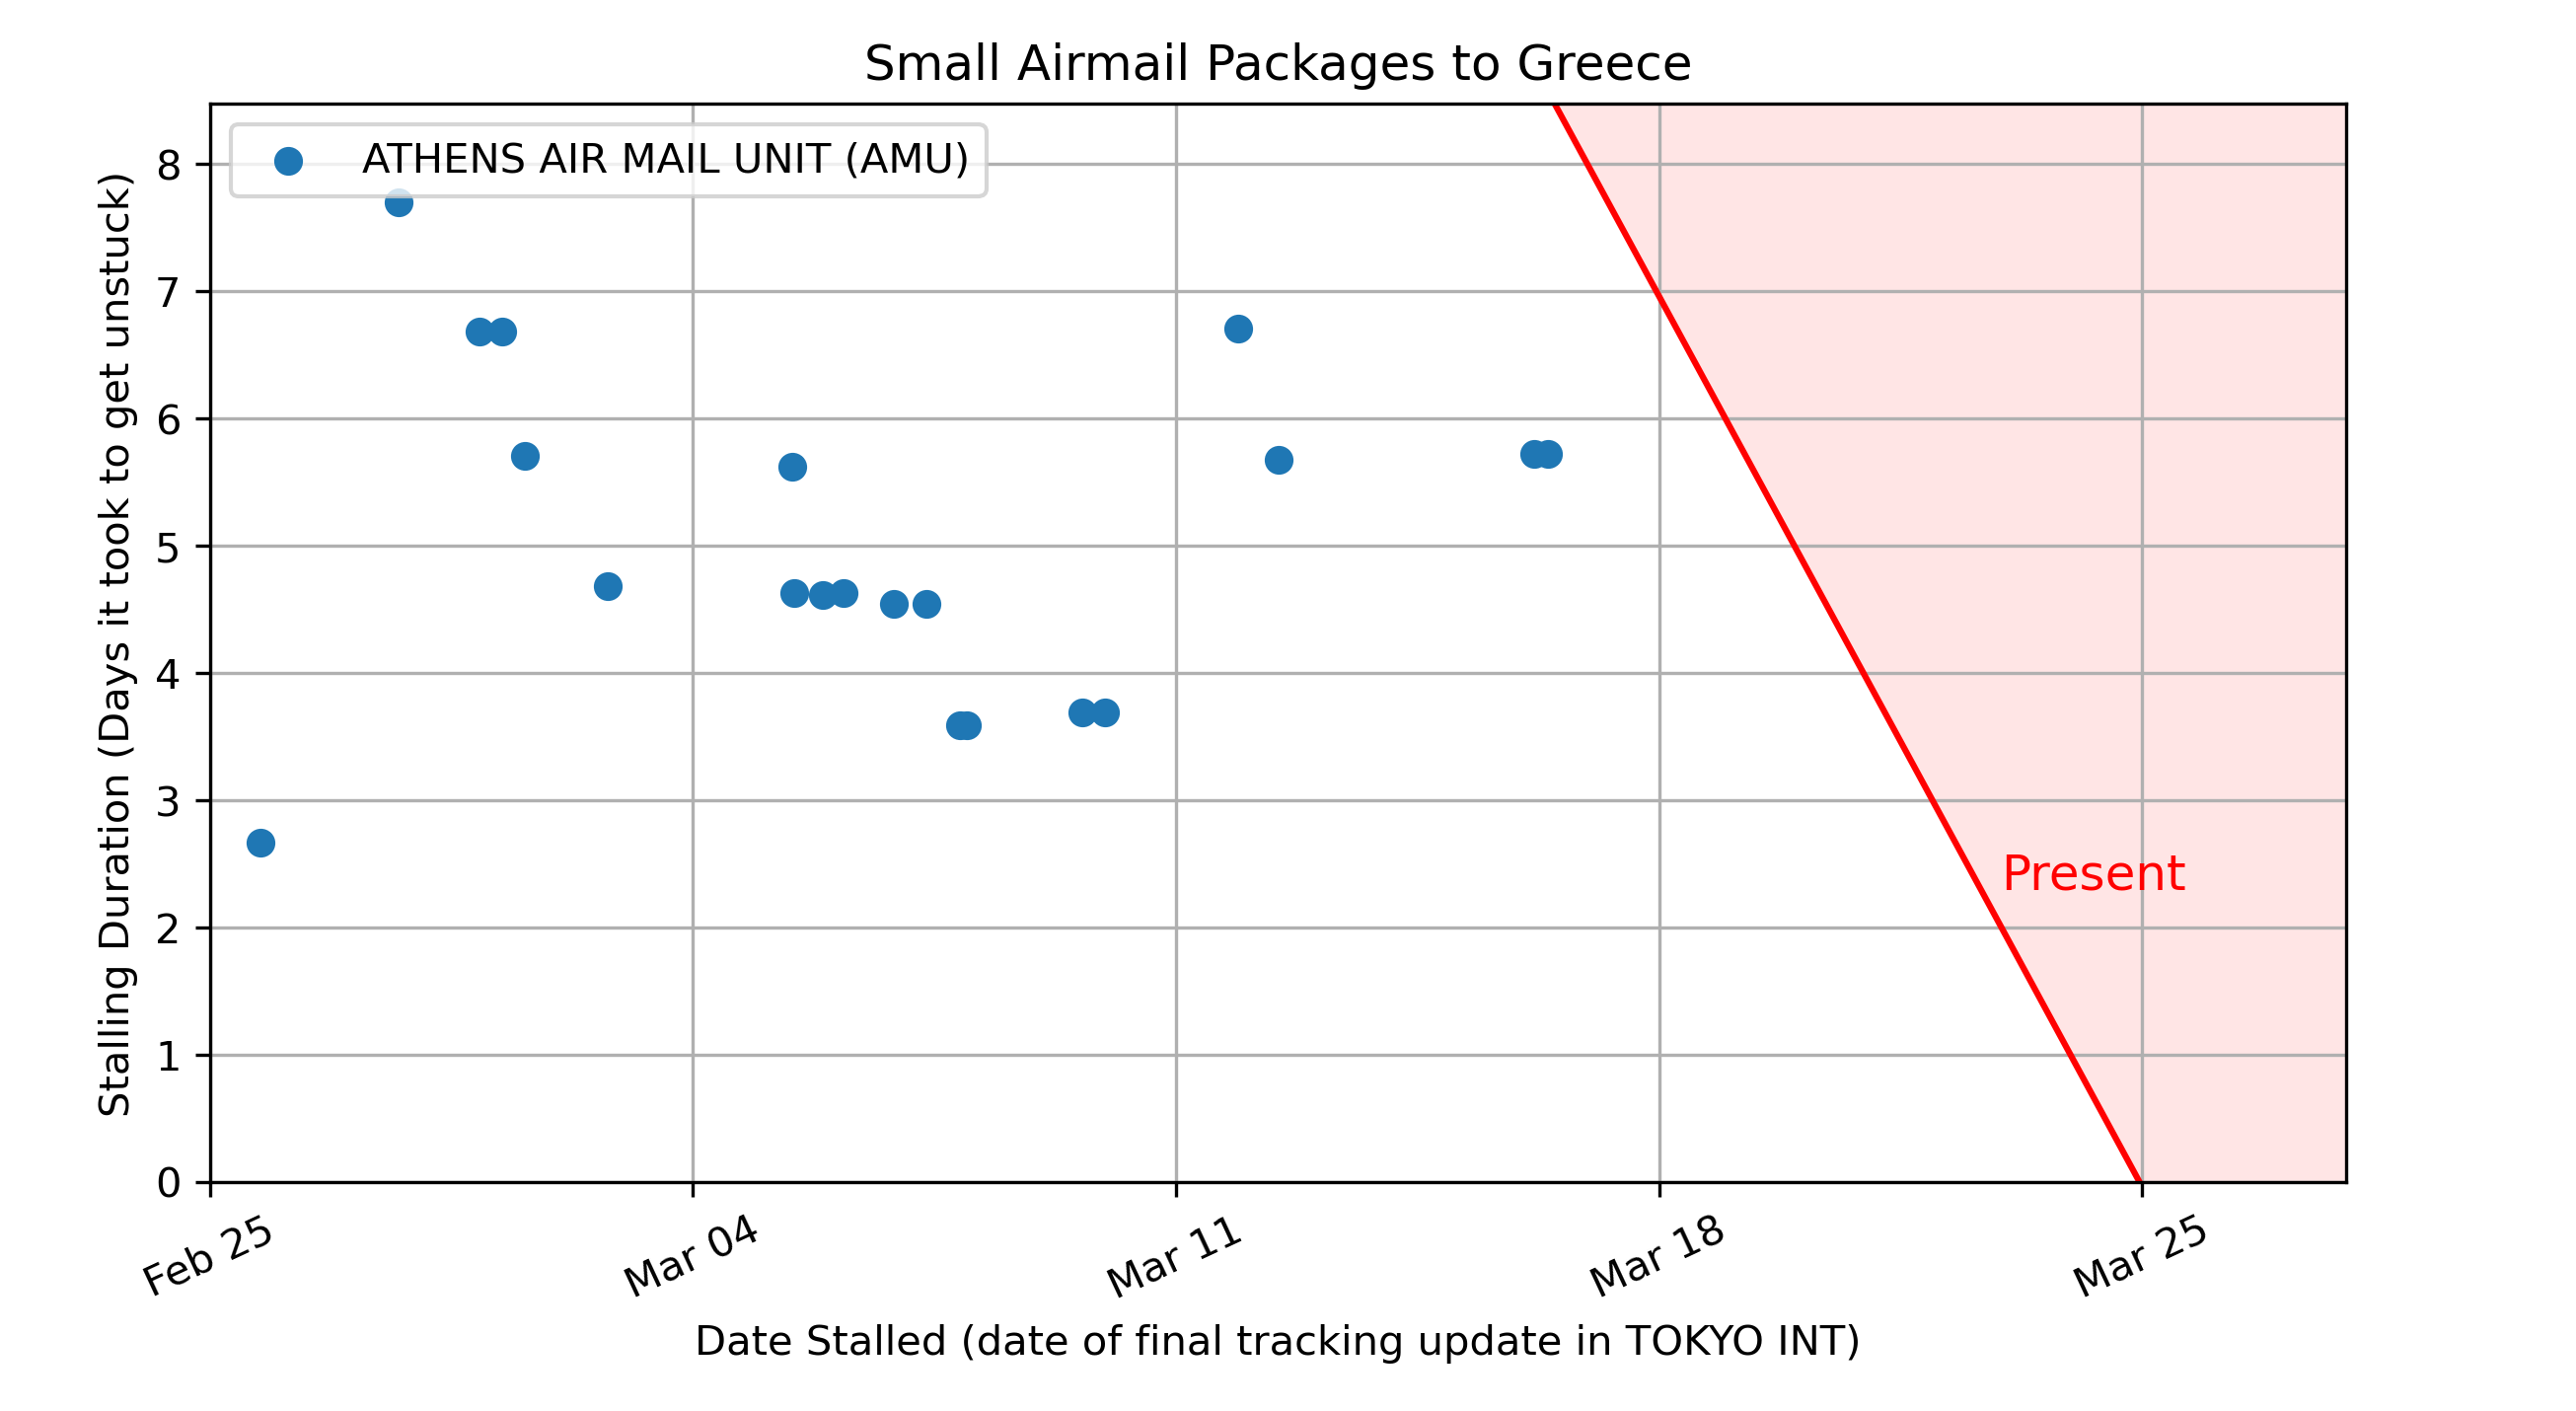 Small Airmail Packages to Greece
ATHENS AIR MAIL UNIT (AMU)
Stalling Duration (Days it took to get unstuck)
8
7
6
5
4
3
2
1
0
Present
Feb 25
Mar 04
Mar 11
Mar 18
Mar 25
Date Stalled (date of final tracking update in TOKYO INT)